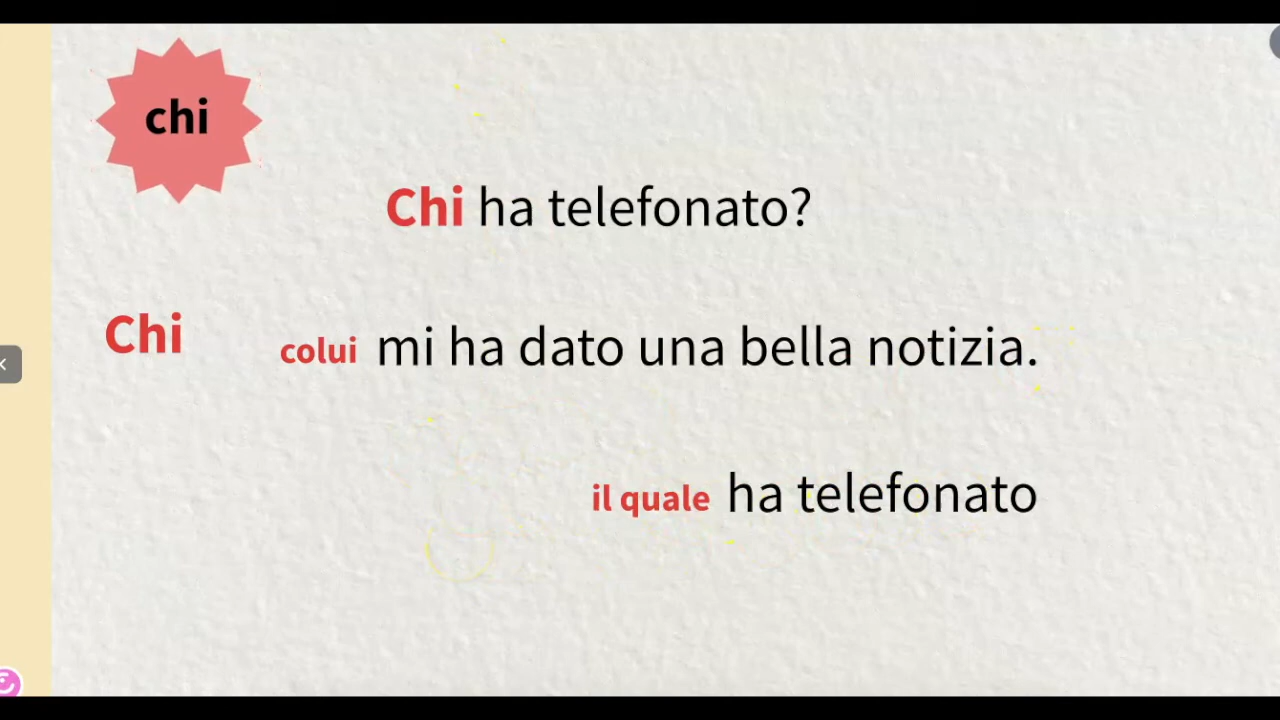 chi
Chi ha telefonato?
Chi colui mi ha dato una bella notizia.
il quale ha telefonato